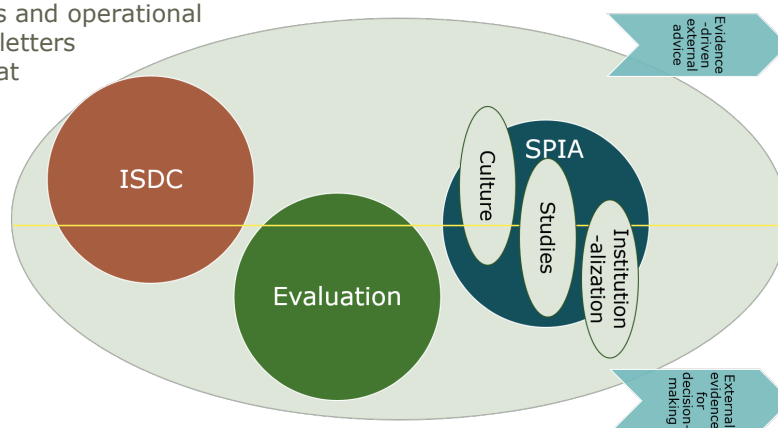 s and operational
letters
at
Evidence
-driven
external
advice
ISDC
SPIA
Culture
Studies
Institution
-alization
Evaluation
External
evidence
for
decision-
making